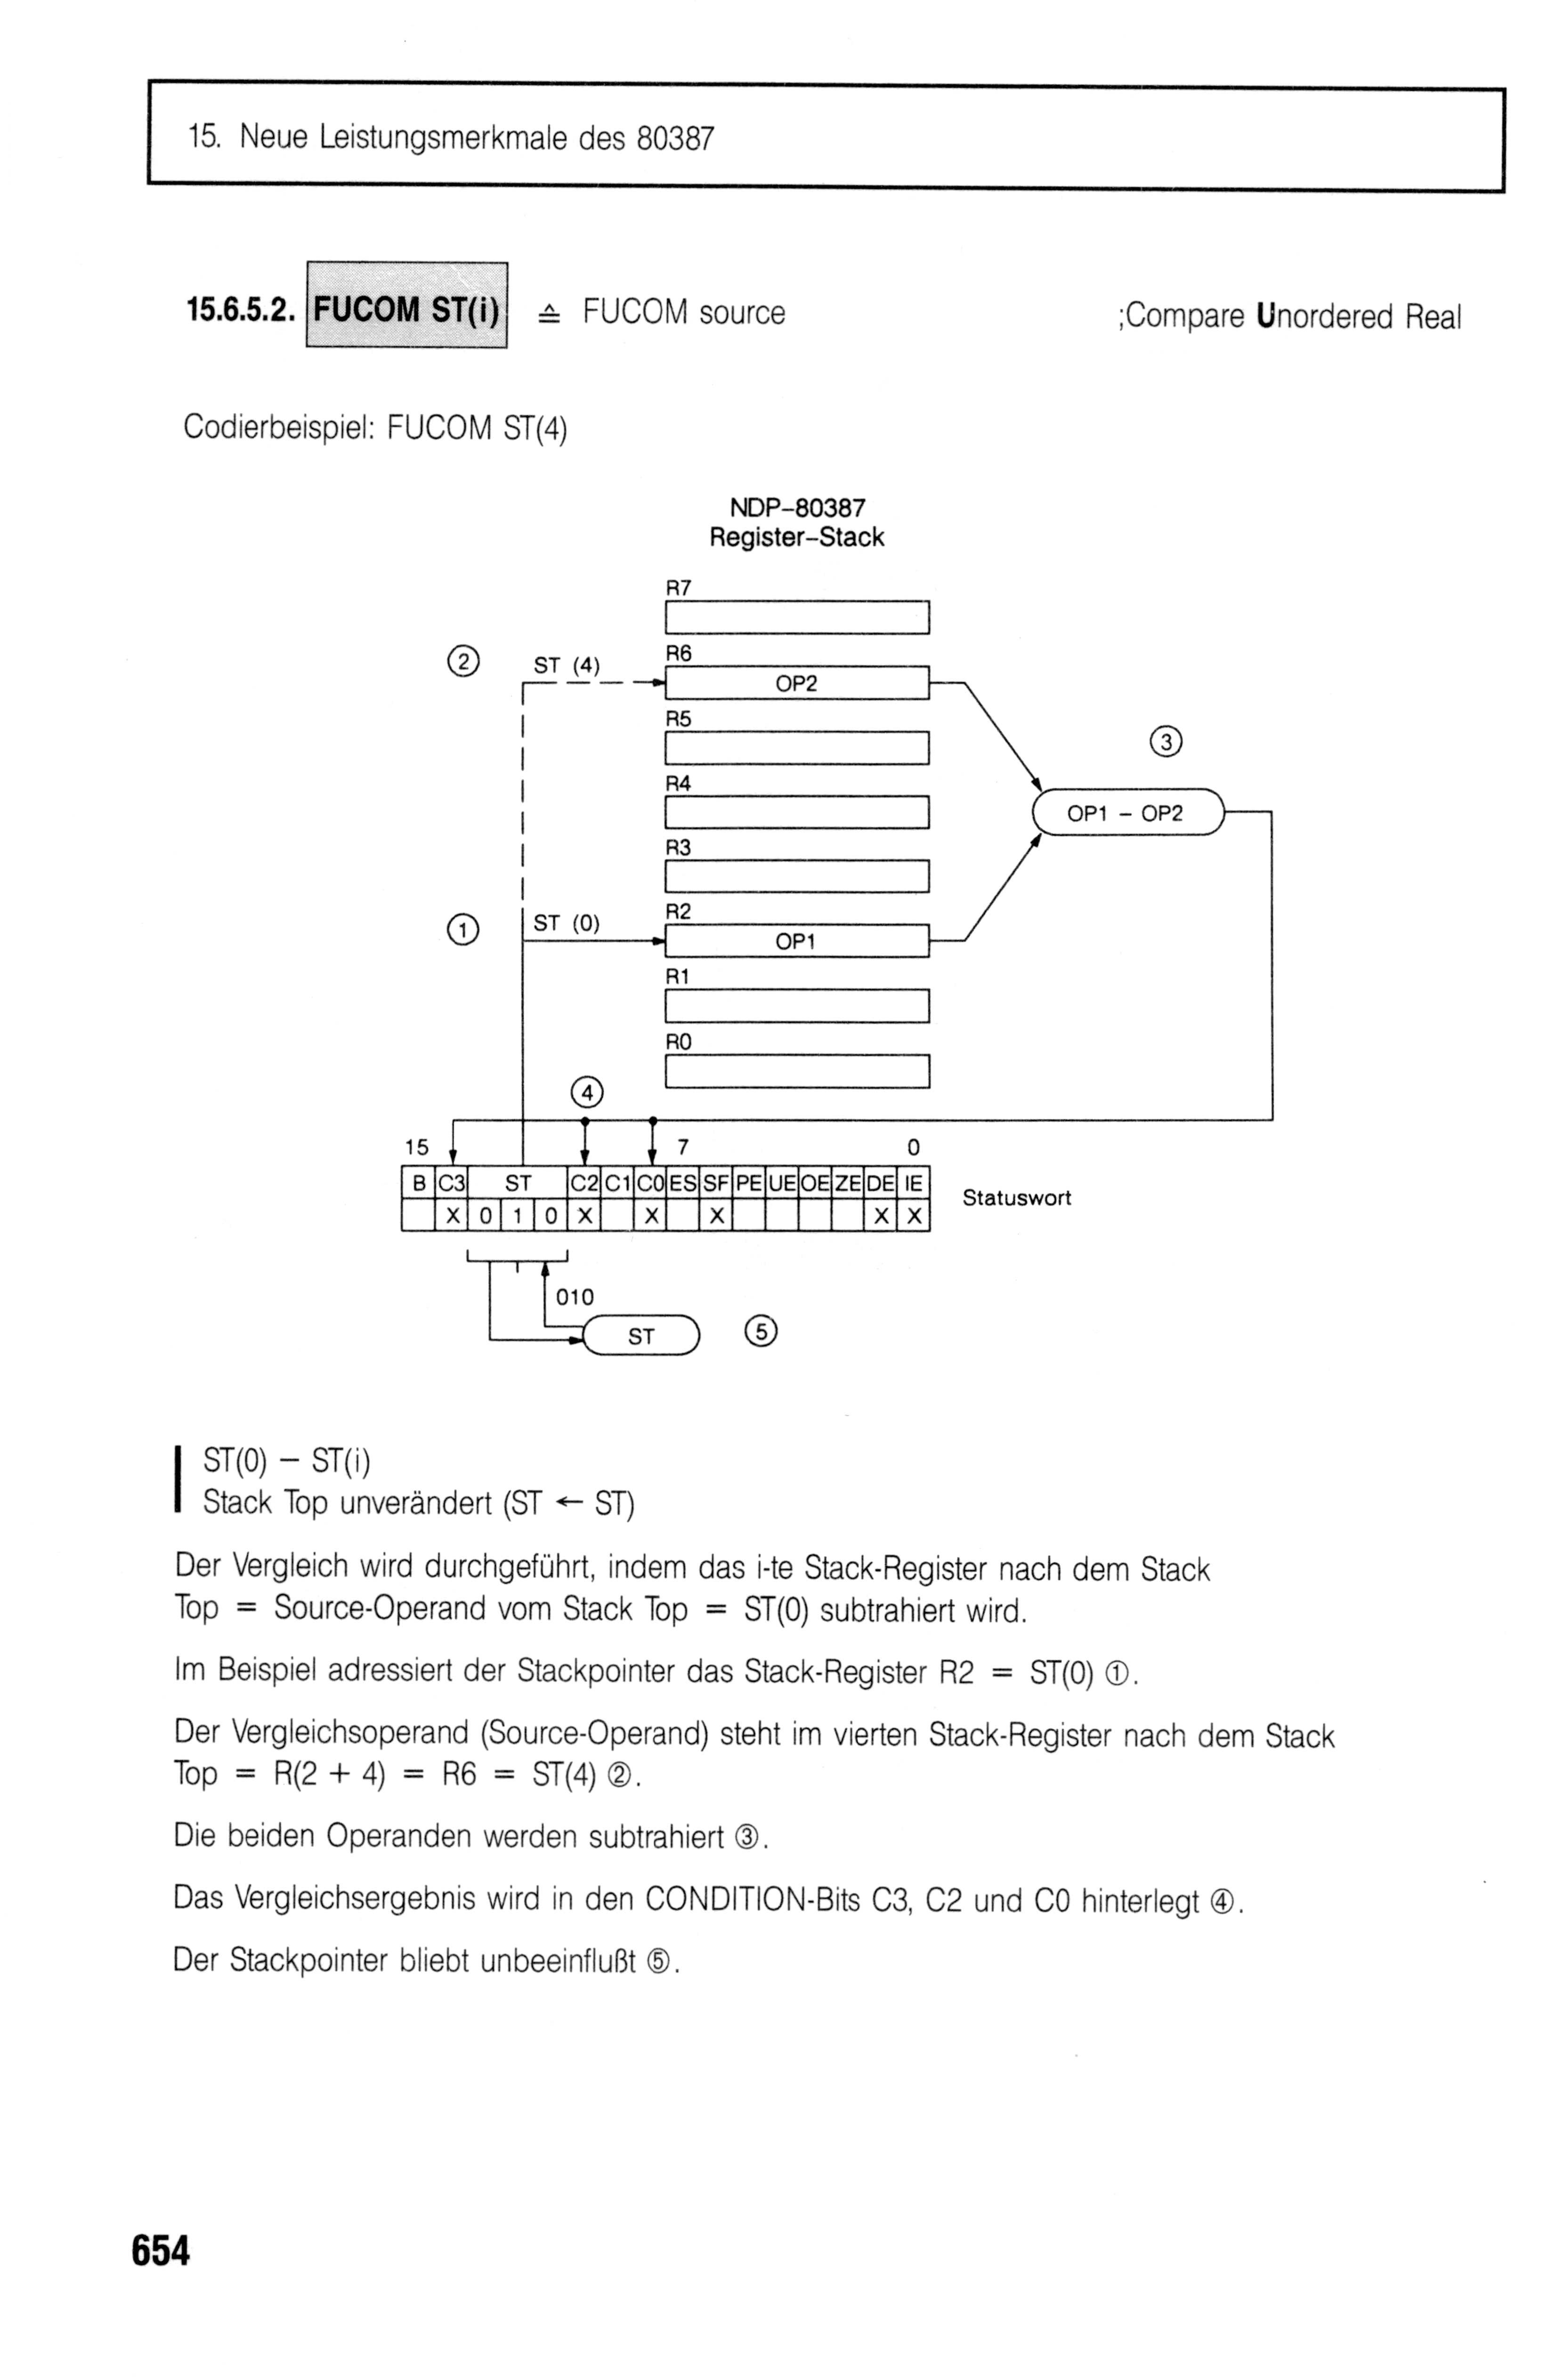 15. Neue Leistungsmerkmale des 80387
15.6.5.2. FUCOM ST(i) ≙ FUCOM source ;Compare Unordered Real
Codierbeispiel: FUCOM ST(4)
NDP-80387
Register-Stack
R7
② ST (4) R6
OP2
R5
③
R4
OP1 - OP2
R3
① ST (0) R2
OP1
R1
R0
④
15 7 0
B C3 ST C2 C1 C0 ES SF PE UE OE ZE DE IE Statuswort
X 0 1 0 X X X X X
010
ST ⑤
ST(0) − ST(i)
Stack Top unverändert (ST ← ST)
Der Vergleich wird durchgeführt, indem das i-te Stack-Register nach dem Stack
Top = Source-Operand vom Stack Top = ST(0) subtrahiert wird.
Im Beispiel adressiert der Stackpointer das Stack-Register R2 = ST(0) ①.
Der Vergleichsoperand (Source-Operand) steht im vierten Stack-Register nach dem Stack
Top = R(2 + 4) = R6 = ST(4) ②.
Die beiden Operanden werden subtrahiert ③.
Das Vergleichsergebnis wird in den CONDITION-Bits C3, C2 und C0 hinterlegt ④.
Der Stackpointer bliebt unbeeinflußt ⑤.
654